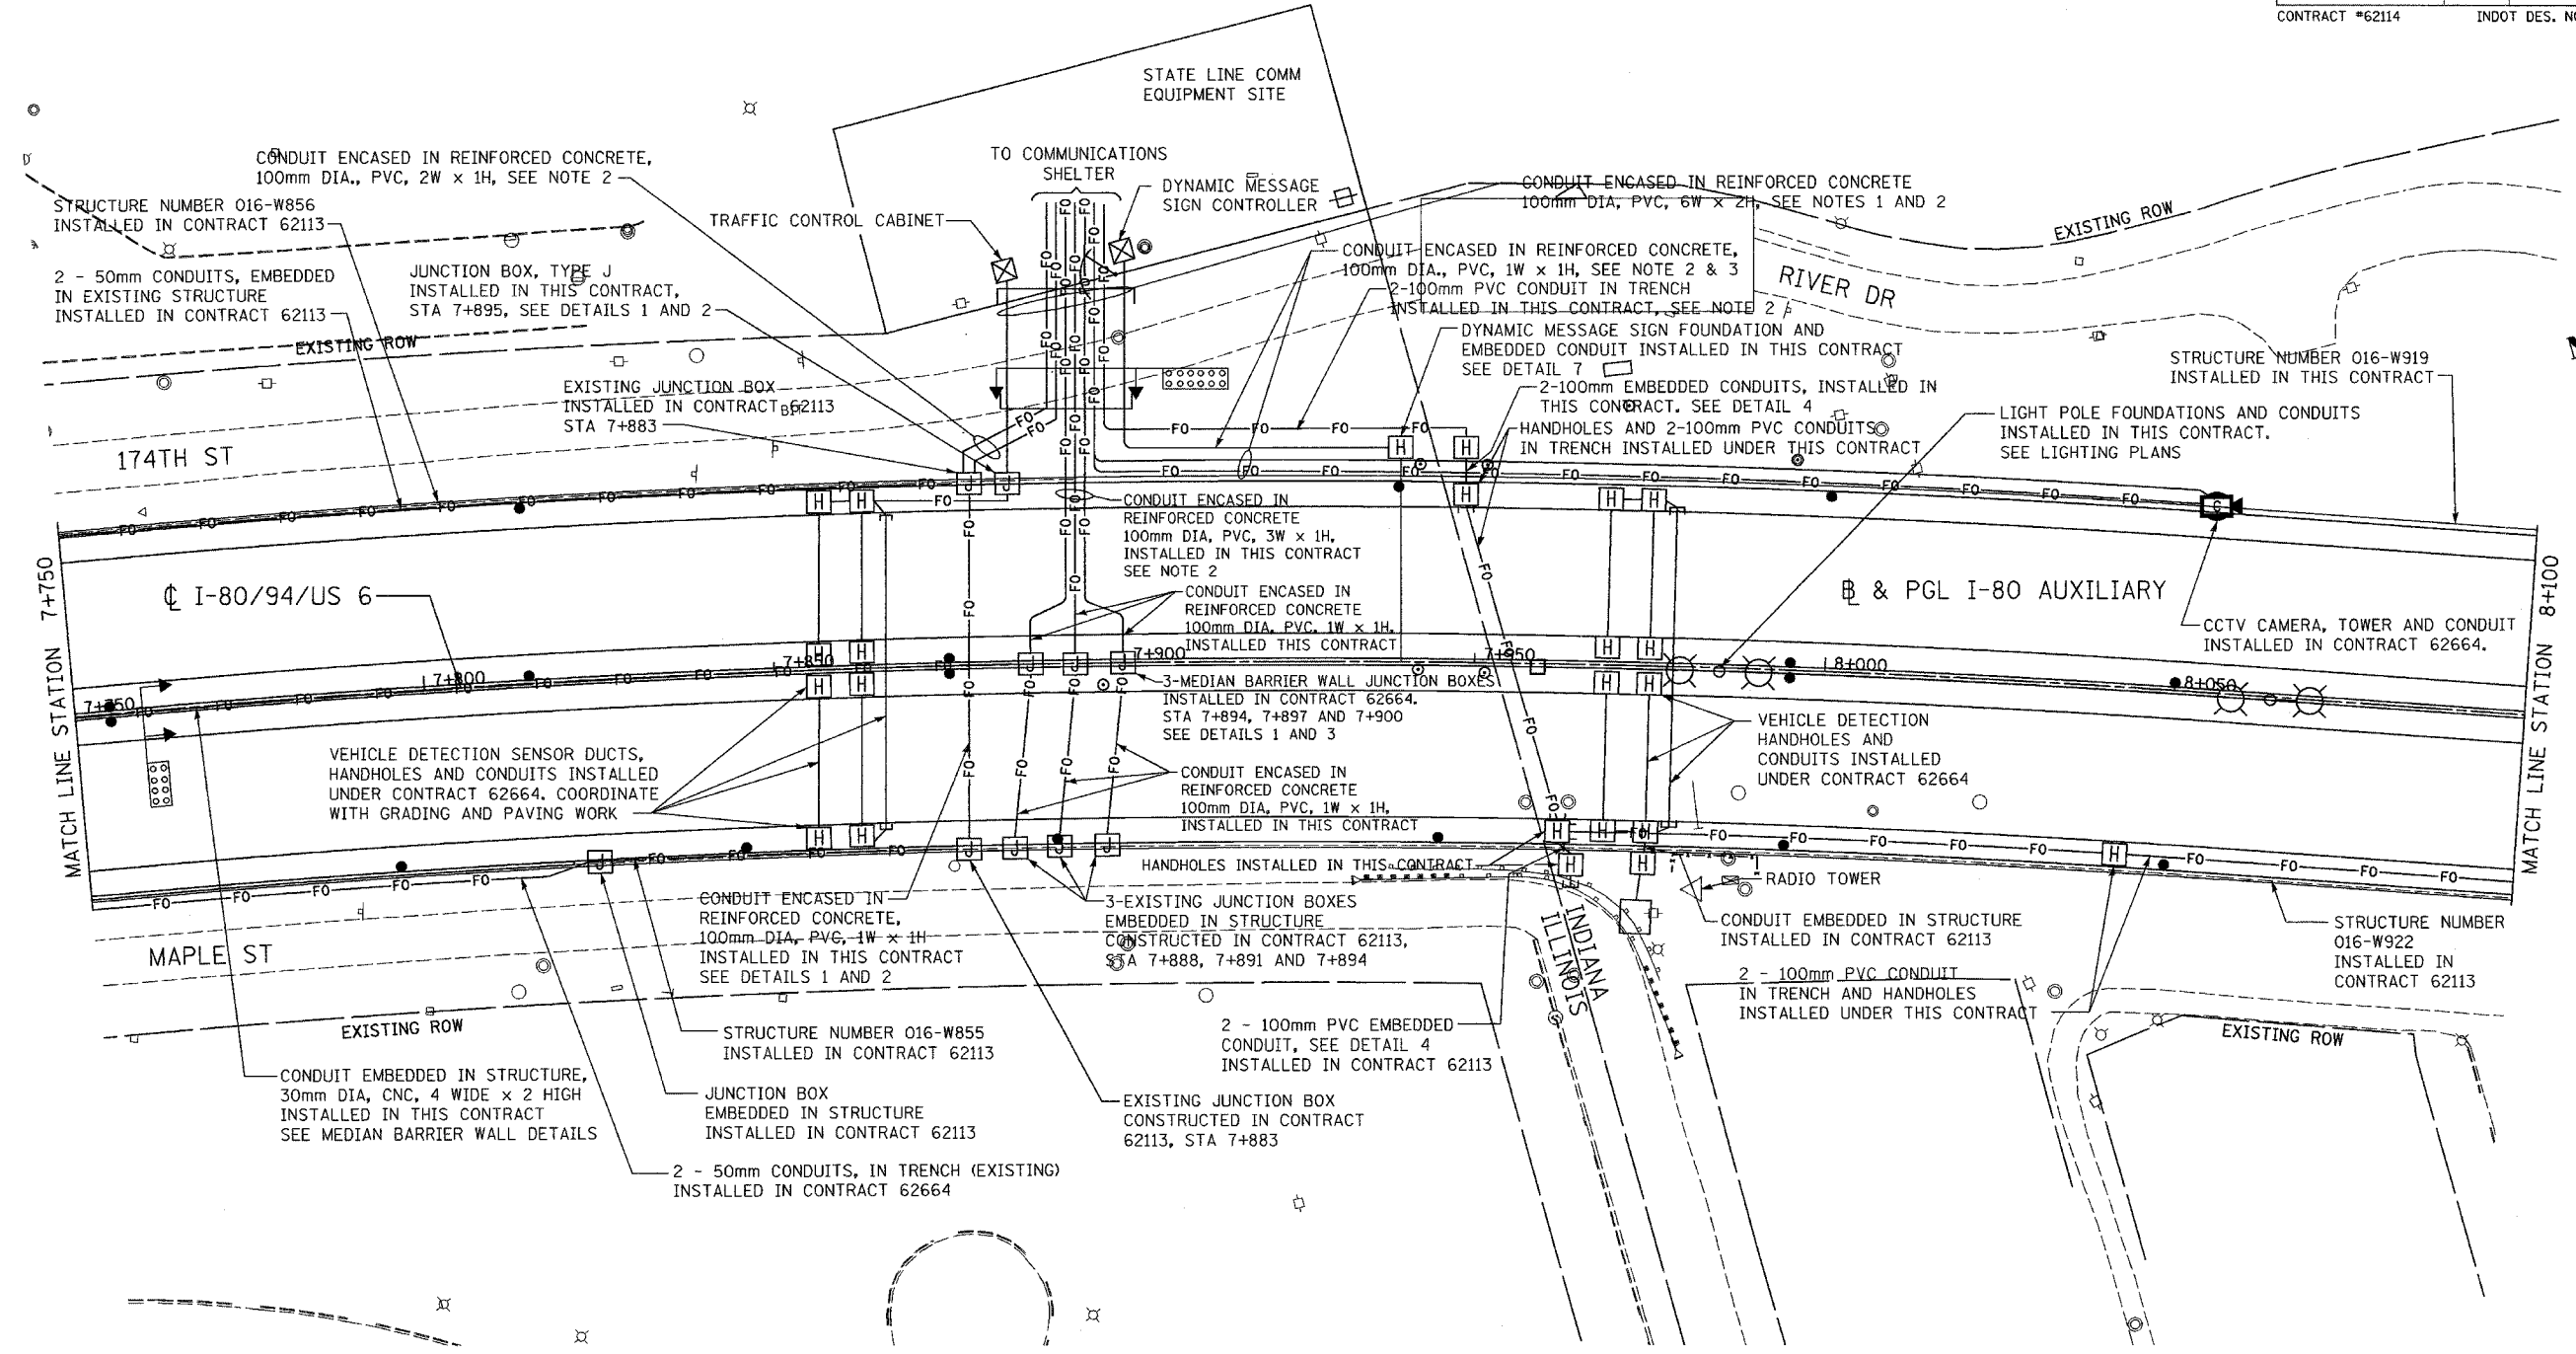 CONTRACT #62114
INDOT DES. N
STATE LINE COMM
EQUIPMENT SITE
CONDUIT ENCASED IN REINFORCED CONCRETE,
100mm DIA., PVC, 2W x 1H, SEE NOTE 2
TO COMMUNICATIONS
SHELTER
DYNAMIC MESSAGE
SIGN CONTROLLER
CONDUIT ENCASED IN REINFORCED CONCRETE
100mm DIA, PVC, 6W x 2H, SEE NOTES 1 AND 2
STRUCTURE NUMBER 016-W856
INSTALLED IN CONTRACT 62113
TRAFFIC CONTROL CABINET
EXISTING ROW
2 - 50mm CONDUITS, EMBEDDED
IN EXISTING STRUCTURE
INSTALLED IN CONTRACT 62113
JUNCTION BOX, TYPE J
INSTALLED IN THIS CONTRACT,
STA 7+895, SEE DETAILS 1 AND 2
CONDUIT ENCASED IN REINFORCED CONCRETE,
100mm DIA., PVC, 1W x 1H, SEE NOTE 2 & 3
2-100mm PVC CONDUIT IN TRENCH
INSTALLED IN THIS CONTRACT, SEE NOTE 2
RIVER DR
EXISTING ROW
DYNAMIC MESSAGE SIGN FOUNDATION AND
EMBEDDED CONDUIT INSTALLED IN THIS CONTRACT
SEE DETAIL 7
STRUCTURE NUMBER 016-W919
INSTALLED IN THIS CONTRACT
EXISTING JUNCTION BOX
INSTALLED IN CONTRACT 62113
STA 7+883
2-100mm EMBEDDED CONDUITS, INSTALLED IN
THIS CONTRACT. SEE DETAIL 4
HANDHOLES AND 2-100mm PVC CONDUITS
IN TRENCH INSTALLED UNDER THIS CONTRACT
LIGHT POLE FOUNDATIONS AND CONDUITS
INSTALLED IN THIS CONTRACT.
SEE LIGHTING PLANS
174TH ST
CONDUIT ENCASED IN
REINFORCED CONCRETE
100mm DIA, PVC, 3W x 1H,
INSTALLED IN THIS CONTRACT
SEE NOTE 2
MATCH LINE STATION 7+750
℄ I-80/94/US 6
CONDUIT ENCASED IN
REINFORCED CONCRETE
100mm DIA, PVC, 1W x 1H,
INSTALLED THIS CONTRACT
B̲L & PGL I-80 AUXILIARY
CCTV CAMERA, TOWER AND CONDUIT
INSTALLED IN CONTRACT 62664.
MATCH LINE STATION 8+100
7+750
7+800
7+850
7+900
7+950
8+000
8+050
3-MEDIAN BARRIER WALL JUNCTION BOXES
INSTALLED IN CONTRACT 62664.
STA 7+894, 7+897 AND 7+900
SEE DETAILS 1 AND 3
VEHICLE DETECTION
HANDHOLES AND
CONDUITS INSTALLED
UNDER CONTRACT 62664
VEHICLE DETECTION SENSOR DUCTS,
HANDHOLES AND CONDUITS INSTALLED
UNDER CONTRACT 62664. COORDINATE
WITH GRADING AND PAVING WORK
CONDUIT ENCASED IN
REINFORCED CONCRETE
100mm DIA, PVC, 1W x 1H,
INSTALLED IN THIS CONTRACT
HANDHOLES INSTALLED IN THIS CONTRACT
RADIO TOWER
CONDUIT ENCASED IN
REINFORCED CONCRETE,
100mm DIA, PVC, 1W x 1H
INSTALLED IN THIS CONTRACT
SEE DETAILS 1 AND 2
3-EXISTING JUNCTION BOXES
EMBEDDED IN STRUCTURE
CONSTRUCTED IN CONTRACT 62113,
STA 7+888, 7+891 AND 7+894
INDIANA
ILLINOIS
CONDUIT EMBEDDED IN STRUCTURE
INSTALLED IN CONTRACT 62113
STRUCTURE NUMBER
016-W922
INSTALLED IN
CONTRACT 62113
MAPLE ST
2 - 100mm PVC CONDUIT
IN TRENCH AND HANDHOLES
INSTALLED UNDER THIS CONTRACT
EXISTING ROW
STRUCTURE NUMBER 016-W855
INSTALLED IN CONTRACT 62113
2 - 100mm PVC EMBEDDED
CONDUIT, SEE DETAIL 4
INSTALLED IN CONTRACT 62113
EXISTING ROW
CONDUIT EMBEDDED IN STRUCTURE,
30mm DIA, CNC, 4 WIDE x 2 HIGH
INSTALLED IN THIS CONTRACT
SEE MEDIAN BARRIER WALL DETAILS
JUNCTION BOX
EMBEDDED IN STRUCTURE
INSTALLED IN CONTRACT 62113
EXISTING JUNCTION BOX
CONSTRUCTED IN CONTRACT
62113, STA 7+883
2 - 50mm CONDUITS, IN TRENCH (EXISTING)
INSTALLED IN CONTRACT 62664